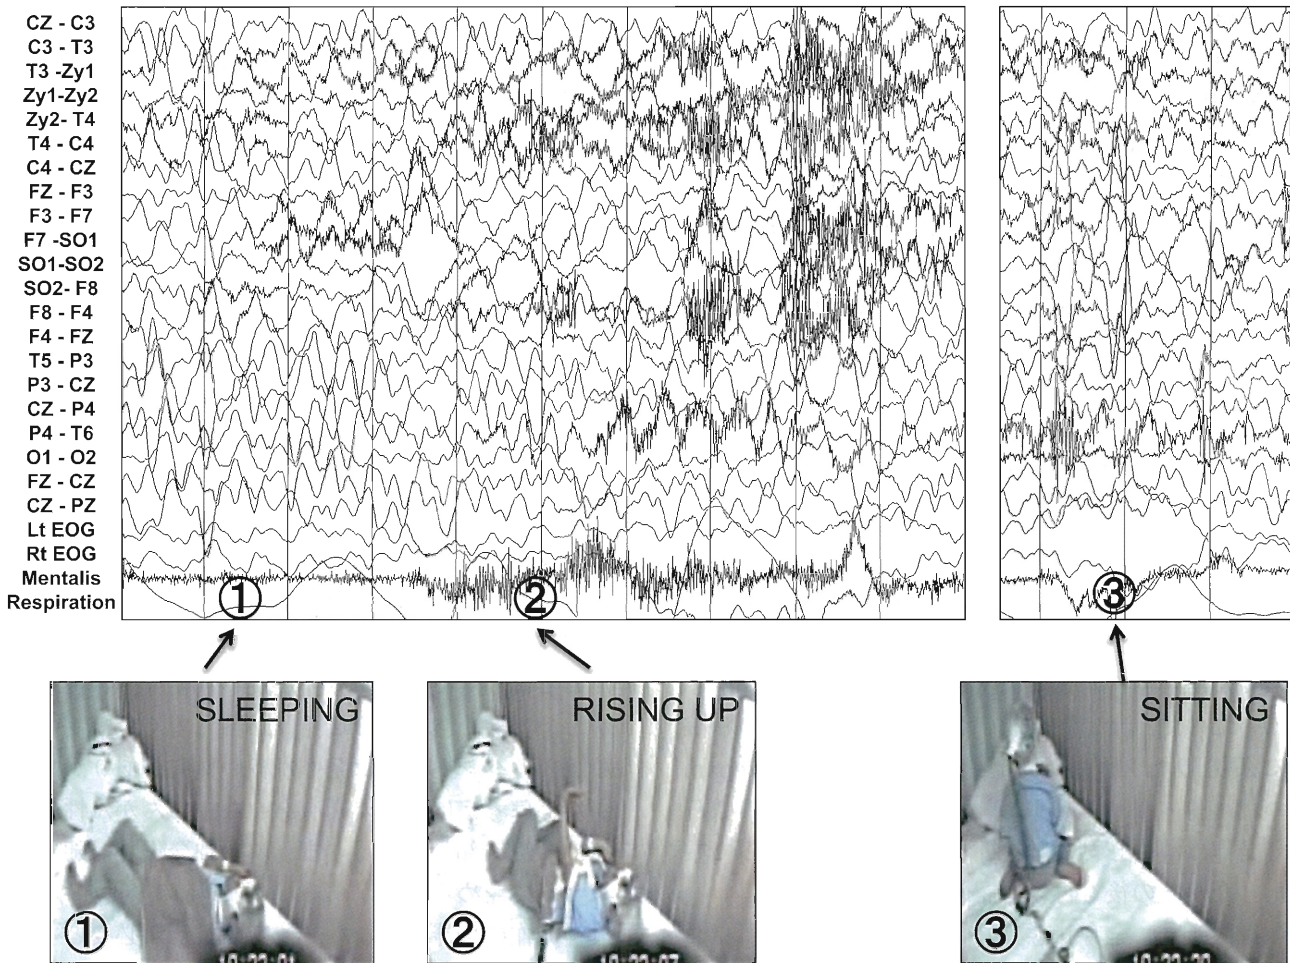 CZ - C3
C3 - T3
T3 -Zy1
Zy1-Zy2
Zy2- T4
T4 - C4
C4 - CZ
FZ - F3
F3 - F7
F7 -SO1
SO1-SO2
SO2- F8
F8 - F4
F4 - FZ
T5 - P3
P3 - CZ
CZ - P4
P4 - T6
O1 - O2
FZ - CZ
CZ - PZ
Lt EOG
Rt EOG
Mentalis
Respiration
① ② ③
SLEEPING
①
RISING UP
②
SITTING
③